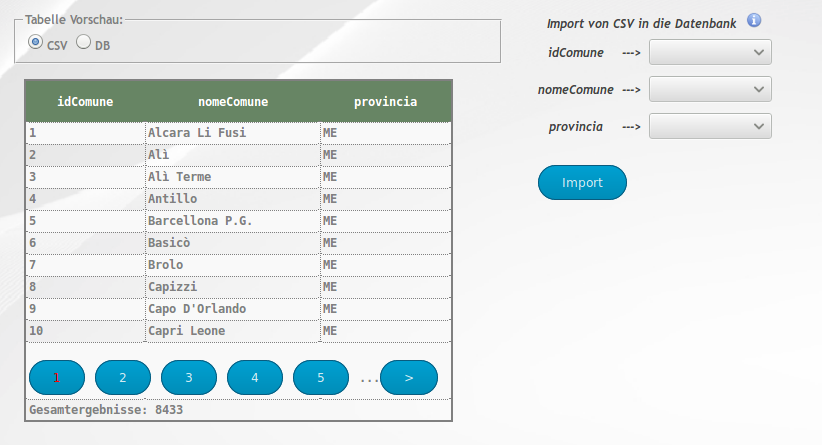 Tabelle Vorschau:
CSV DB
idComune nomeComune provincia
1 Alcara Li Fusi ME
2 Alì ME
3 Alì Terme ME
4 Antillo ME
5 Barcellona P.G. ME
6 Basicò ME
7 Brolo ME
8 Capizzi ME
9 Capo D'Orlando ME
10 Capri Leone ME
1 2 3 4 5 ... >
Gesamtergebnisse: 8433
Import von CSV in die Datenbank i
idComune --->
nomeComune --->
provincia --->
Import